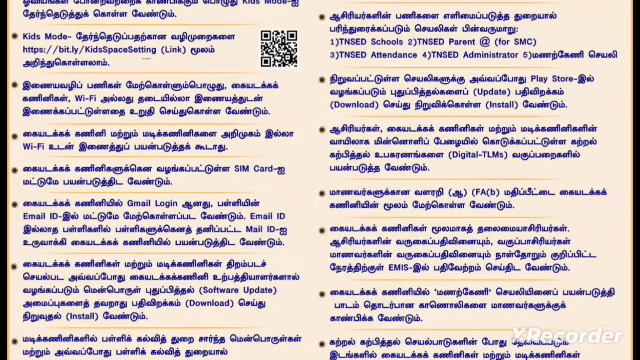 ஓவியங்கள் போன்றவற்றைக் காண்பிக்கும் பொழுது Kids Mode-ஐ
தேர்ந்தெடுத்துக் கொள்ள வேண்டும்.
Kids Mode- தேர்ந்தெடுப்பதற்கான வழிமுறைகளை
https://bit.ly/KidsSpaceSetting (Link) மூலம்
அறிந்துகொள்ளலாம்.
இணையவழிப் பணிகள் மேற்கொள்ளும்பொழுது, கையடக்கக்
கணினிகள், Wi-Fi அல்லது தடையில்லா இணையத்துடன்
இணைக்கப்பட்டுள்ளதை உறுதி செய்துகொள்ள வேண்டும்.
கையடக்கக் கணினி மற்றும் மடிக்கணினிகளை அறிமுகம் இல்லா
Wi-Fi உடன் இணைத்துப் பயன்படுத்தக் கூடாது.
கையடக்கக் கணினிகளுக்கென வழங்கப்பட்டுள்ள SIM Card-ஐ
மட்டுமே பயன்படுத்திட வேண்டும்.
கையடக்கக் கணினியில் Gmail Login ஆனது, பள்ளியின்
Email ID-இல் மட்டுமே மேற்கொள்ளப்பட வேண்டும். Email ID
இல்லாத பள்ளிகளில் பள்ளிகளுக்கெனத் தனிப்பட்ட Mail ID-ஐ
உருவாக்கி கையடக்கக் கணினியில் பயன்படுத்திட வேண்டும்.
கையடக்கக் கணினிகள் மற்றும் மடிக்கணினிகள் திறம்படச்
செயல்பட அவ்வப்போது கையடக்ககணினி உற்பத்தியாளர்களால்
வழங்கப்படும் மென்பொருள் புதுப்பித்தல் (Software Update)
அமைப்புகளைத் தவறாது பதிவிறக்கம் (Download) செய்து
நிறுவுதல் (Install) வேண்டும்.
மடிக்கணினிகளில் பள்ளிக் கல்வித் துறை சார்ந்த மென்பொருள்கள்
மற்றும் அவ்வப்போது பள்ளிக் கல்வித் துறையால்
ஆசிரியர்களின் பணிகளை எளிமைப்படுத்த துறையால்
பரிந்துரைக்கப்படும் செயலிகள் பின்வருமாறு:
1)TNSED Schools 2)TNSED Parent @ (for SMC)
3)TNSED Attendance 4)TNSED Administrator 5)மணற்கேணி செயலி
நிறுவப்பட்டுள்ள செயலிகளுக்கு அவ்வப்போது Play Store-இல்
வழங்கப்படும் புதுப்பித்தல்களைப் (Update) பதிவிறக்கம்
(Download) செய்து நிறுவிக்கொள்ள (Install) வேண்டும்.
ஆசிரியர்கள், கையடக்கக் கணினிகள் மற்றும் மடிக்கணினிகளின்
வாயிலாக மின்னொளிப் பேழையில் கொடுக்கப்பட்டுள்ள கற்றல்
கற்பித்தல் உபகரணங்களை (Digital-TLMs) வகுப்பறைகளில்
பயன்படுத்த வேண்டும்.
மாணவர்களுக்கான வளரறி (ஆ) (FA(b) மதிப்பீட்டை கையடக்கக்
கணினியின் மூலம் மேற்கொள்ள வேண்டும்.
கையடக்கக் கணினிகள் மூலமாகத் தலைமையாசிரியர்கள்,
ஆசிரியர்களின் வருகைப்பதிவினையும், வகுப்பாசிரியர்கள்
மாணவர்களின் வருகைப்பதிவினையும் நாள்தோறும் குறிப்பிட்ட
நேரத்திற்குள் EMIS-இல் பதிவேற்றம் செய்திட வேண்டும்.
கையடக்கக் கணினியில் 'மணற்கேணி' செயலியினைப் பயன்படுத்தி
பாடம் தொடர்பான காணொலிகளை மாணவர்களுக்குக்
காண்பிக்க வேண்டும்.
கற்றல் கற்பித்தல் செயல்பாடுகளின் போது
இடங்களில் கையடக்கக் கணினிகள் மற்றும் மடிக்கணினிகள்
XRecorder